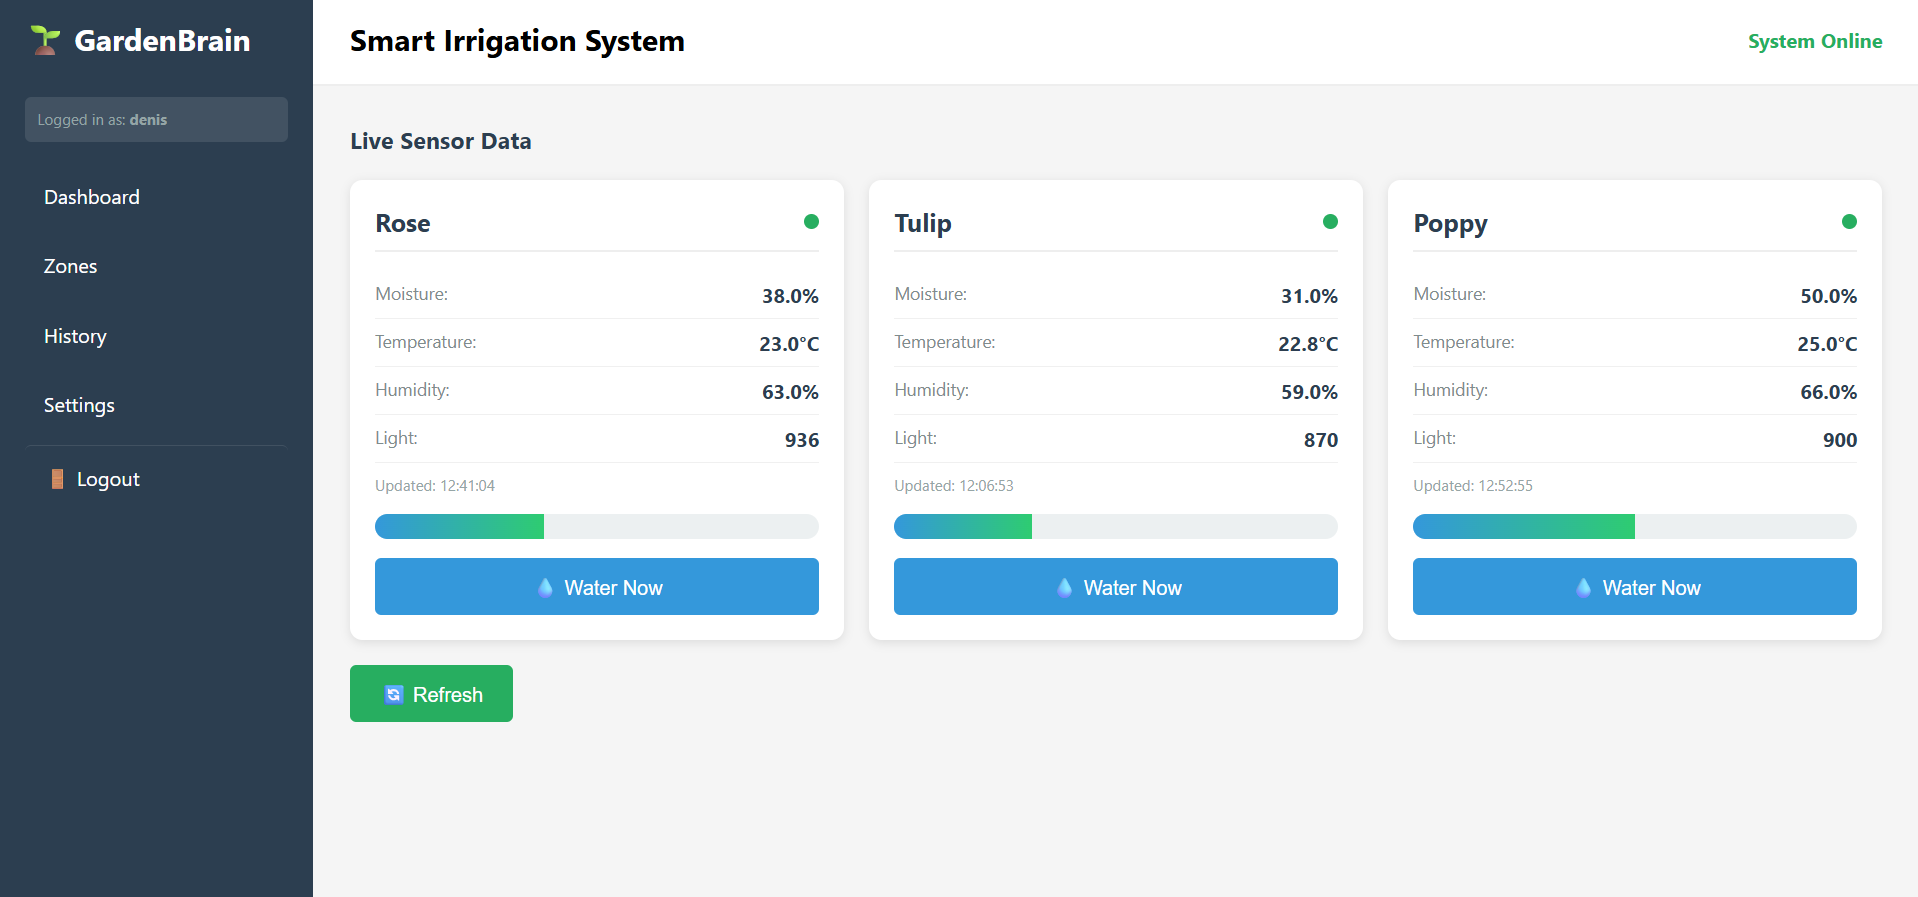 GardenBrain
Logged in as: denis
Dashboard
Zones
History
Settings
Logout
Smart Irrigation System
System Online
Live Sensor Data
Rose
Moisture: 38.0%
Temperature: 23.0°C
Humidity: 63.0%
Light: 936
Updated: 12:41:04
Water Now
Tulip
Moisture: 31.0%
Temperature: 22.8°C
Humidity: 59.0%
Light: 870
Updated: 12:06:53
Water Now
Poppy
Moisture: 50.0%
Temperature: 25.0°C
Humidity: 66.0%
Light: 900
Updated: 12:52:55
Water Now
Refresh